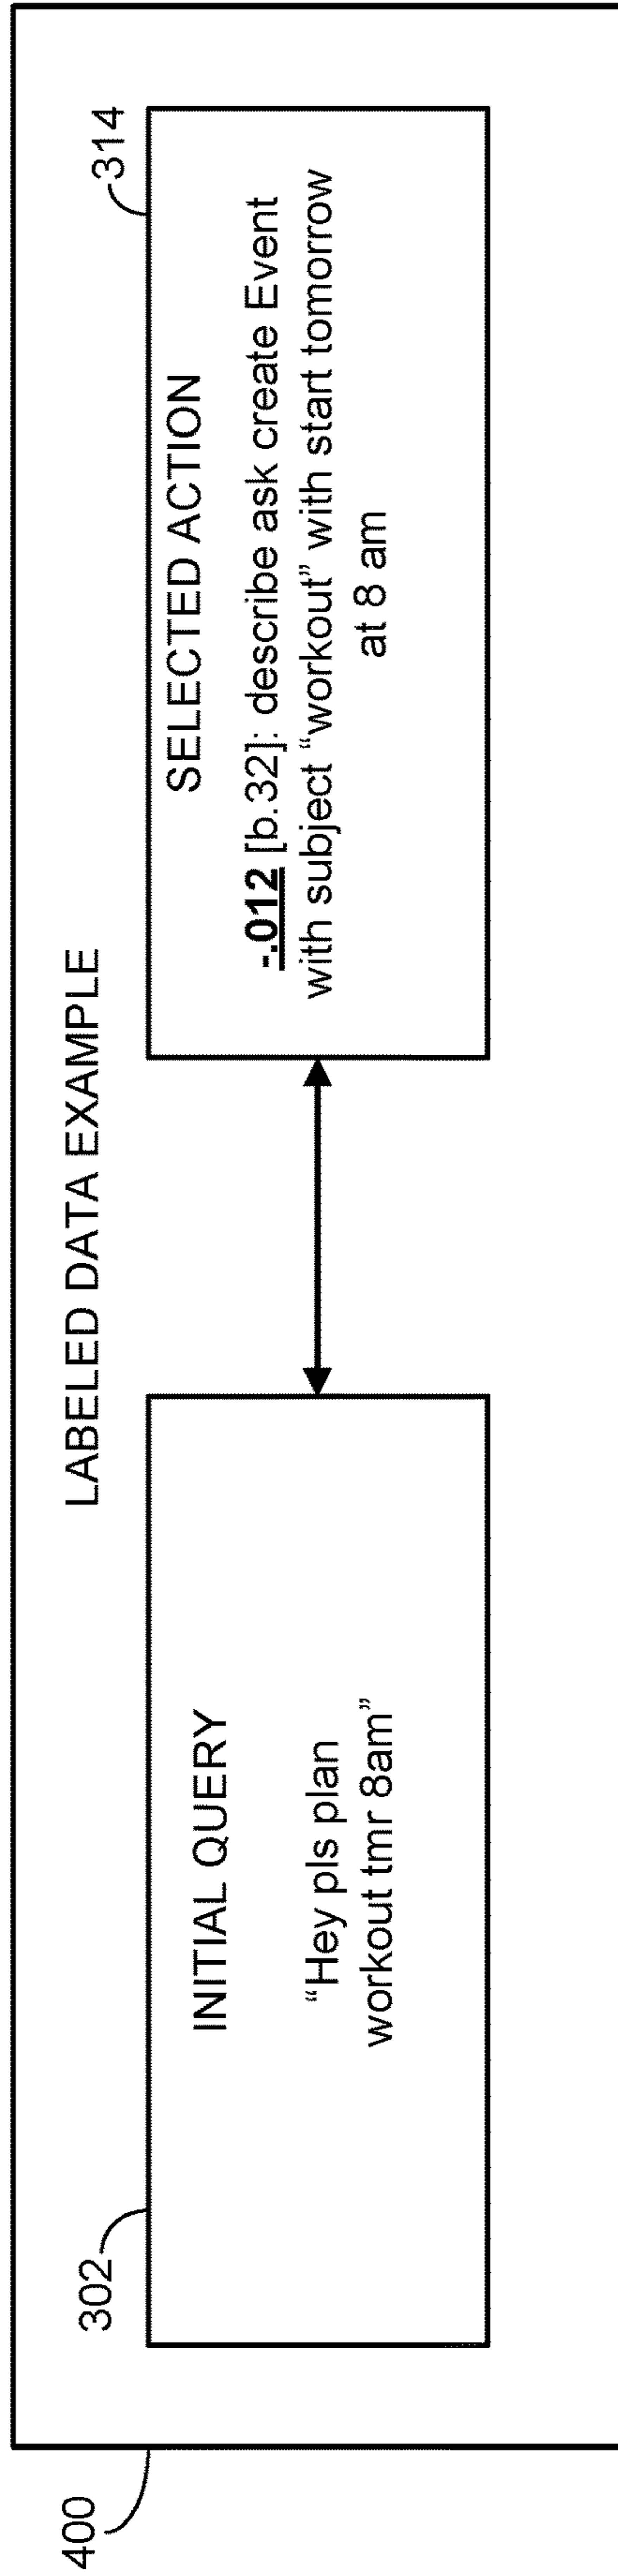 400
LABELED DATA EXAMPLE
302
INITIAL QUERY
“Hey pls plan
workout tmr 8am”
314
SELECTED ACTION
-.012 [b.32]: describe ask create Event
with subject “workout” with start tomorrow
at 8 am